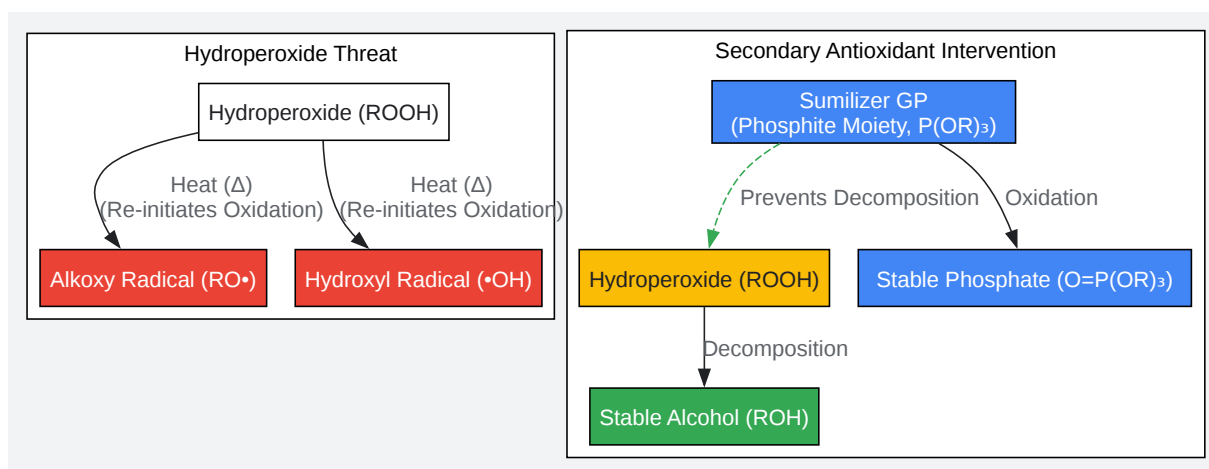 Hydroperoxide Threat
Hydroperoxide (ROOH)
Heat (Δ)
(Re-initiates Oxidation)
Heat (Δ)
(Re-initiates Oxidation)
Alkoxy Radical (RO•)
Hydroxyl Radical (•OH)
Secondary Antioxidant Intervention
Sumilizer GP
(Phosphite Moiety, P(OR)₃)
Prevents Decomposition
Oxidation
Hydroperoxide (ROOH)
Stable Phosphate (O=P(OR)₃)
Decomposition
Stable Alcohol (ROH)